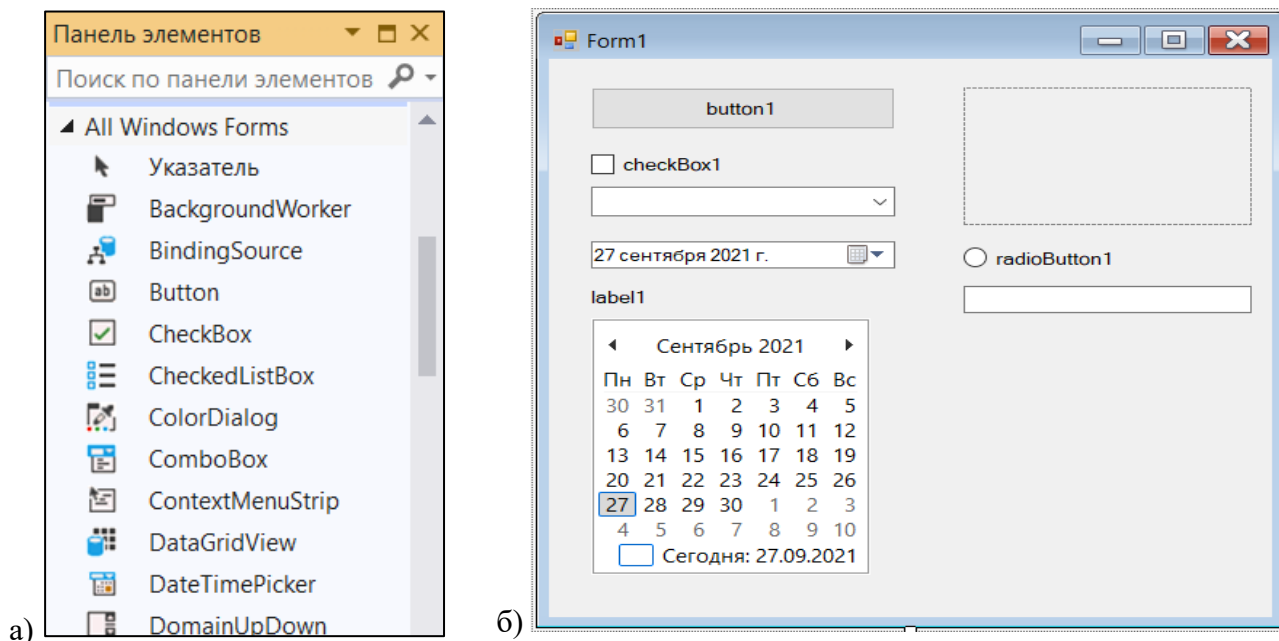 Панель элементов
Поиск по панели элементов
All Windows Forms
Указатель
BackgroundWorker
BindingSource
Button
CheckBox
CheckedListBox
ColorDialog
ComboBox
ContextMenuStrip
DataGridView
DateTimePicker
DomainUpDown
а)
Form1
button1
checkBox1
27 сентября 2021 г.
radioButton1
label1
Сентябрь 2021
Пн Вт Ср Чт Пт Сб Вс
30 31 1 2 3 4 5
6 7 8 9 10 11 12
13 14 15 16 17 18 19
20 21 22 23 24 25 26
27 28 29 30 1 2 3
4 5 6 7 8 9 10
Сегодня: 27.09.2021
б)